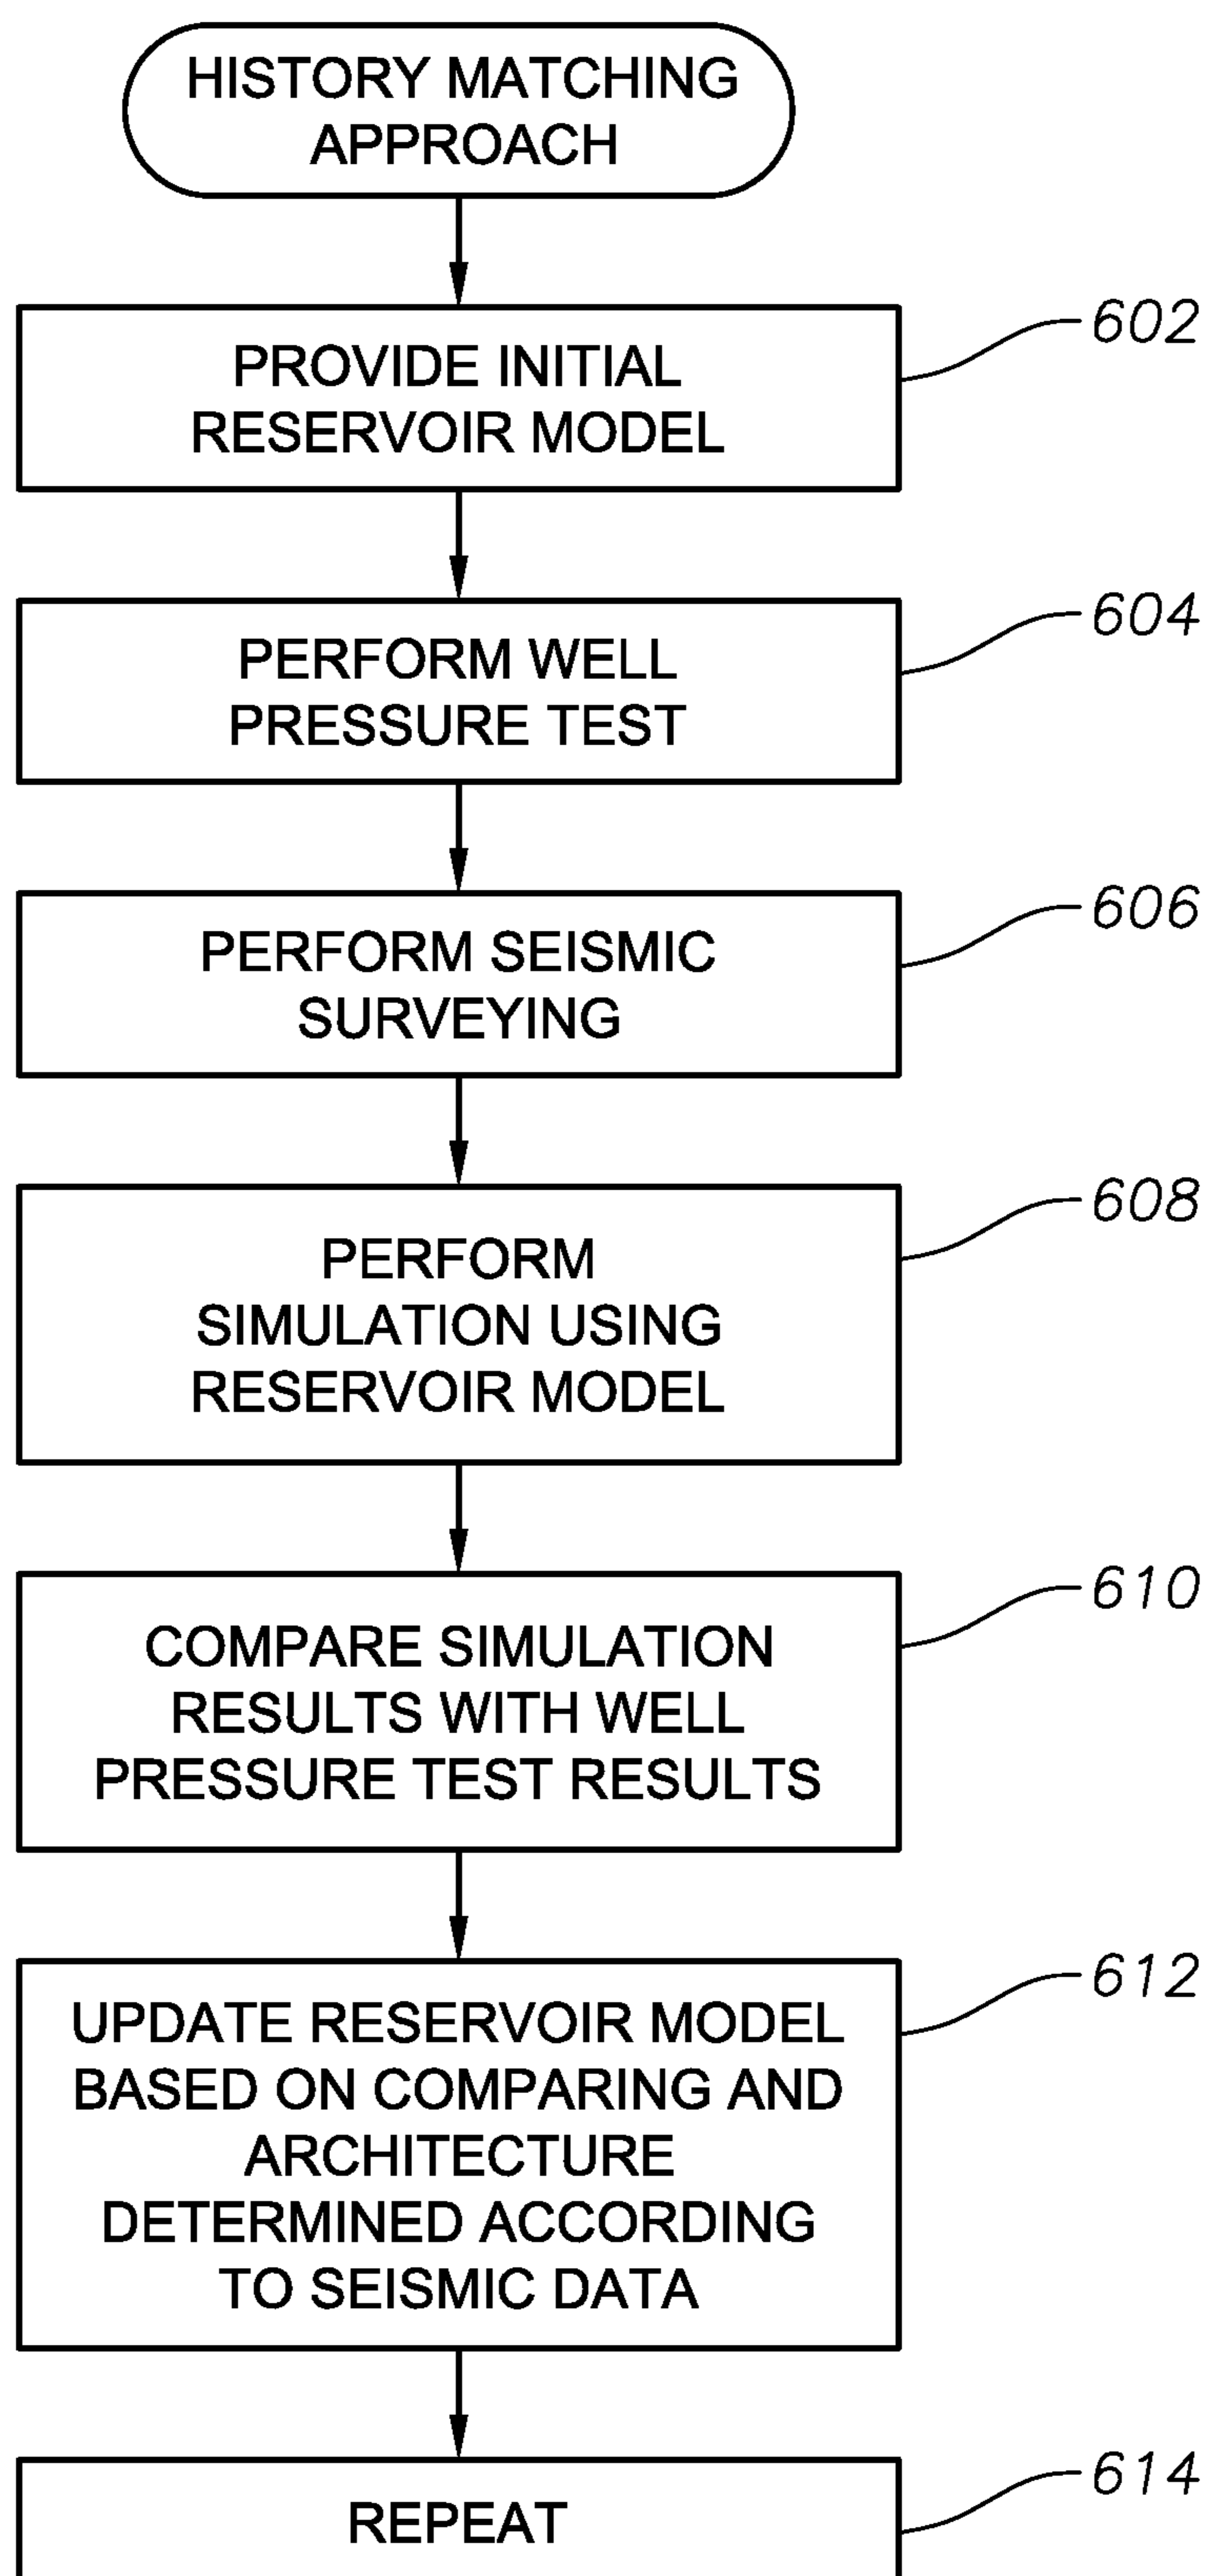 HISTORY MATCHING
APPROACH
602
PROVIDE INITIAL
RESERVOIR MODEL
604
PERFORM WELL
PRESSURE TEST
606
PERFORM SEISMIC
SURVEYING
608
PERFORM
SIMULATION USING
RESERVOIR MODEL
610
COMPARE SIMULATION
RESULTS WITH WELL
PRESSURE TEST RESULTS
612
UPDATE RESERVOIR MODEL
BASED ON COMPARING AND
ARCHITECTURE
DETERMINED ACCORDING
TO SEISMIC DATA
614
REPEAT